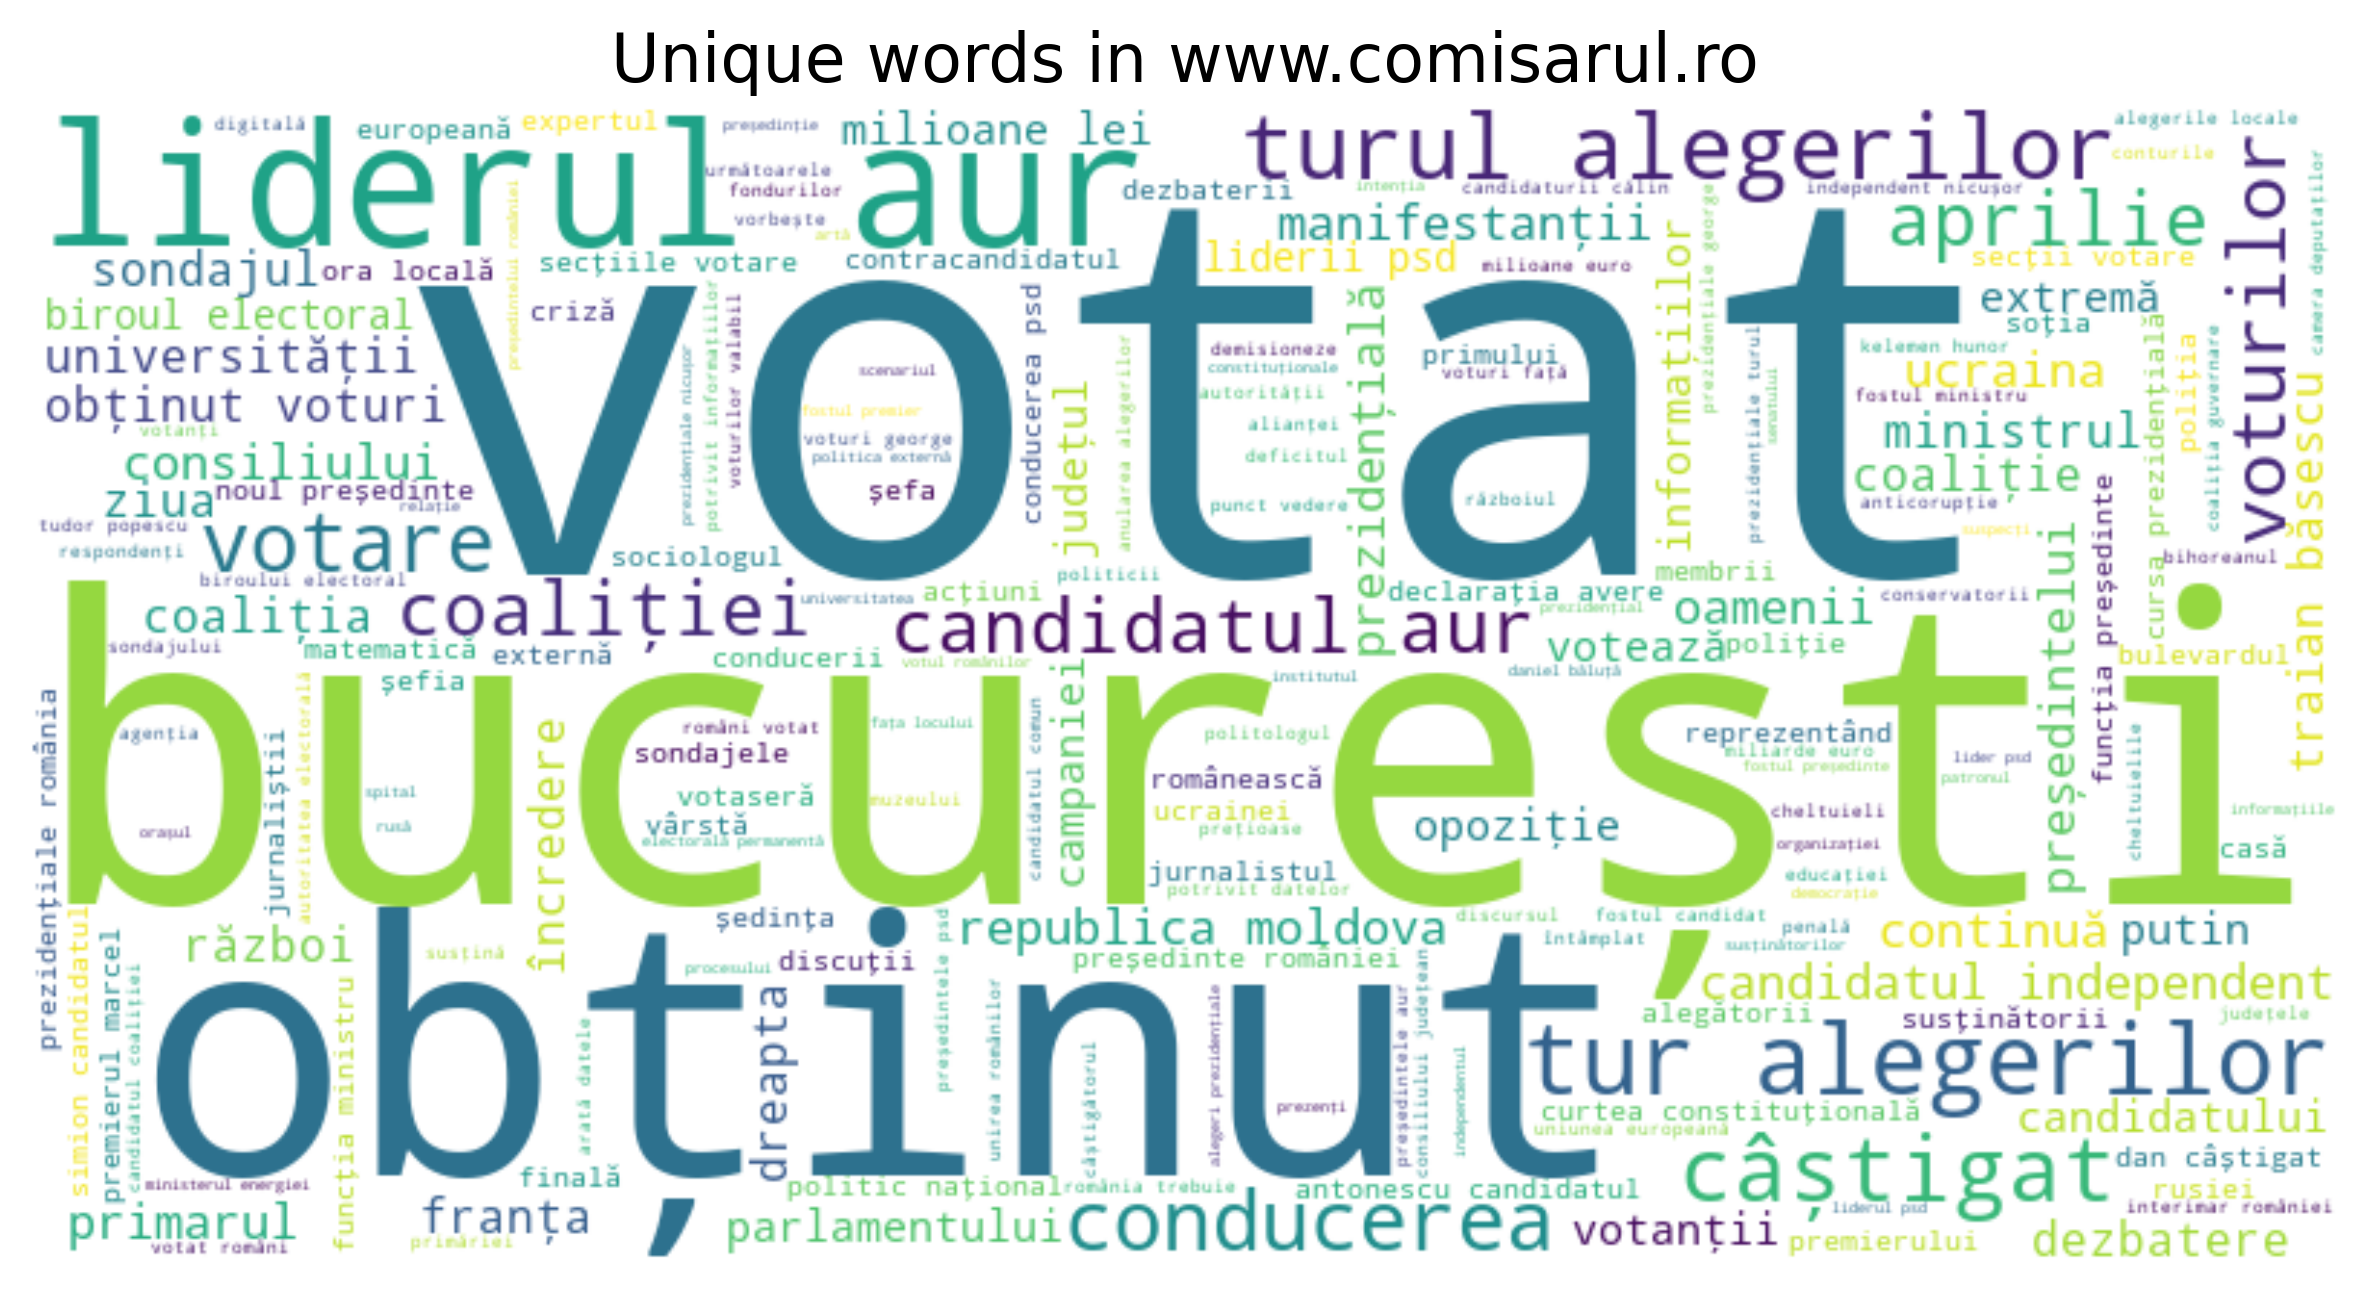 Unique words in www.comisarul.ro
digitală
europeană
expertul
președinție
milioane lei
turul alegerilor
alegerile locale
conturile
liderul aur
următoarele
fondurilor
vorbește
artă
dezbaterii
intenția
candidaturii călin
independent nicușor
manifestanții
aprilie
sondajul
ora locală
secțiile votare
contracandidatul
liderii psd
milioane euro
secții votare
voturilor
camera deputaților
biroul electoral
criză
președintelui româniei
extremă
soția
votat
universității
obținut voturi
votanți
consiliului
ziua
noul președinte
relație
tudor popescu
respondenți
votare
prezidențiale nicușor
potrivit informațiilor
voturilor valabil
scenariul
fostul premier
voturi george
politica externă
șefa
conducerea psd
județul
anularea alegerilor
demisioneze
constituționale
autorității
alianței
deficitul
punct vedere
prezidențială
primului
voturi față
războiul
informațiilor
prezidențiale george
prezidențiale turul
senatului
kelemen hunor
ucraina
fostul ministru
ministrul
coaliție
anticorupție
suspecți
poliția
coaliția guvernare
cursa prezidențială
funcția președinte
președintelui
traian băsescu
bihoreanul
sociologul
biroului electoral
coaliția
coaliției
universitatea
acțiuni
politicii
candidatul aur
declarația avere
prezidențial
membrii
oamenii
conservatorii
sondajului
matematică
externă
șefia
conducerii
votul românilor
institutul
votează
poliție
daniel băluță
bulevardul
bucurești
prezidențiale românia
agenția
orașul
jurnaliștii
autoritatea electorală
spital
rusă
încredere
români votat
sondajele
votaseră
vârstă
electorală permanentă
fața locului
muzeului
candidatul comun
campaniei
politologul
românească
ucrainei
prețioase
jurnalistul
potrivit datelor
opoziție
reprezentând
miliarde euro
fostul președinte
cheltuieli
organizației
educației
democrație
lider psd
patronul
cheltuielile
informațiile
casă
simion candidatul
premierul marcel
candidatul coaliției
război
susțină
ședința
procesului
discuții
republica moldova
președinte româniei
discursul
fostul candidat
întâmplat
susținătorilor
penală
continuă
putin
candidatul independent
alegătorii
susținătorii
județele
obținut
funcția ministru
arată datele
dreapta
președintele psd
unirea românilor
câștigătorul
alegeri prezidențiale
prezenți
președintele aur
consiliului județean
independentul
tur alegerilor
curtea constituțională
uniunea europeană
candidatului
câștigat
dan câștigat
rusiei
ministerul energiei
primarul
votat români
franța
primăriei
finală
politic național
românia trebuie
antonescu candidatul
parlamentului
conducerea
votanții
liderul psd
premierului
interimar româniei
dezbatere